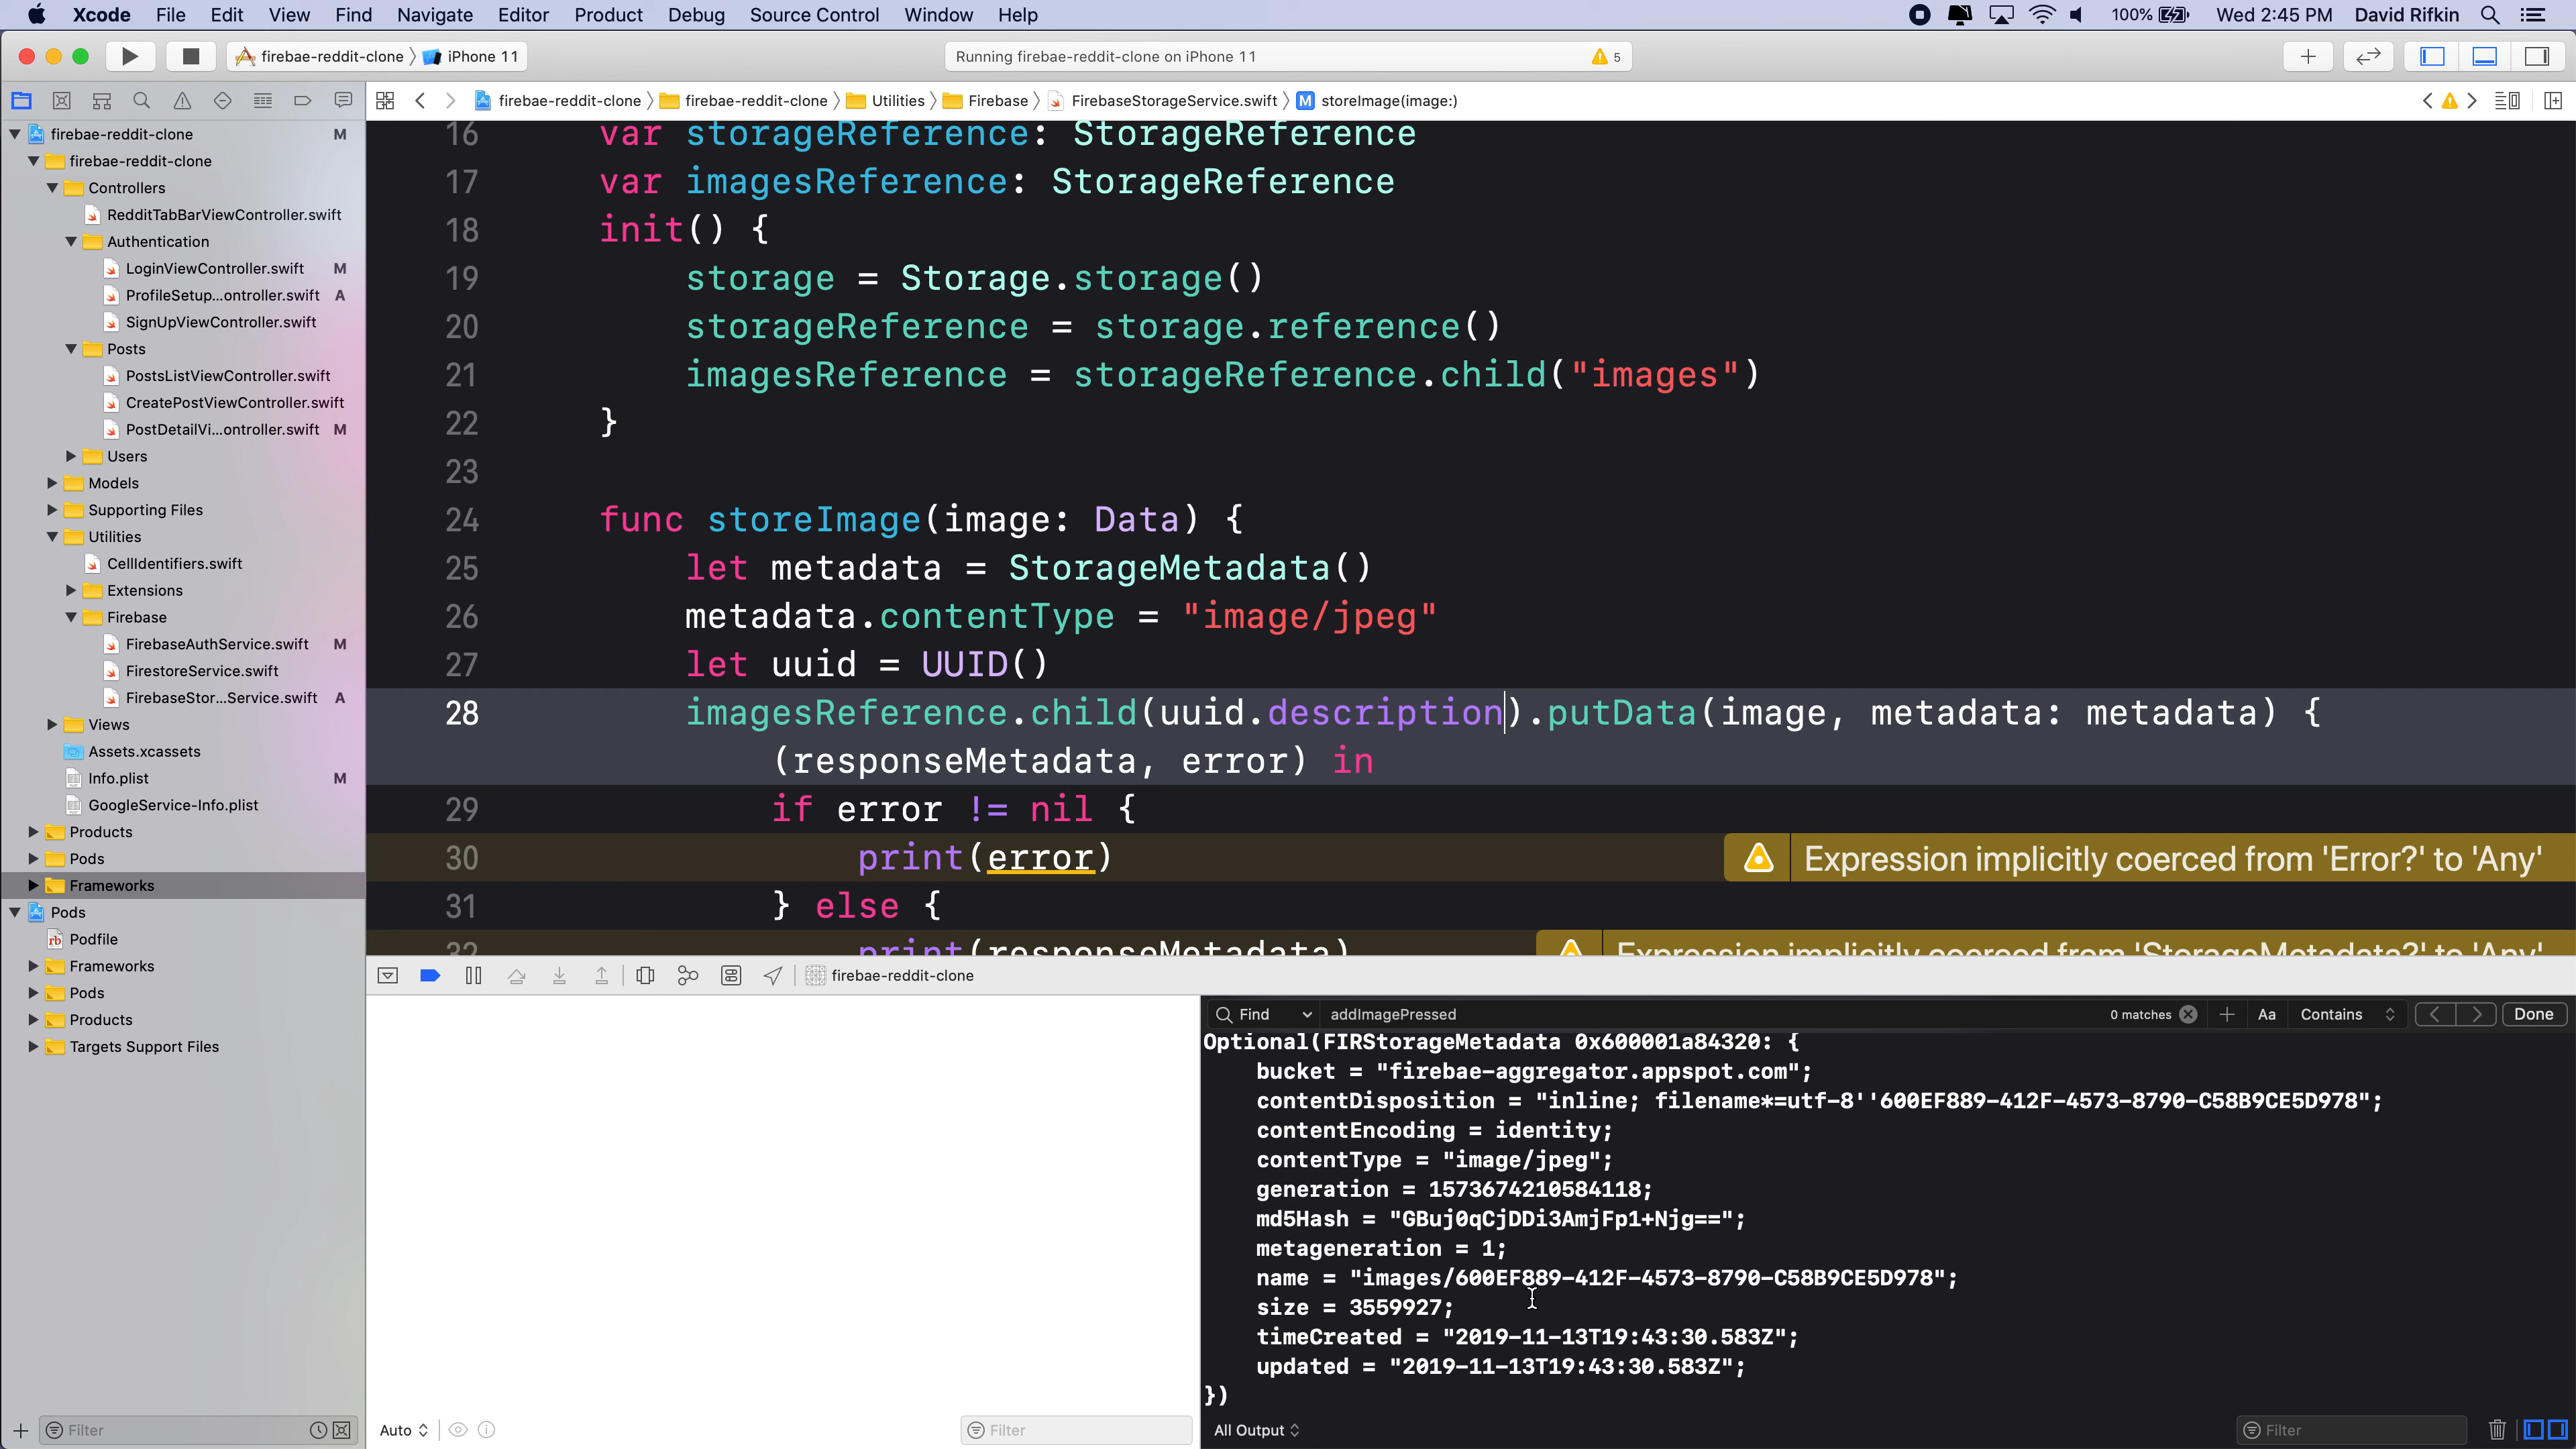 Xcode File Edit View Find Navigate Editor Product Debug Source Control Window Help 100% Wed 2:45 PM David Rifkin
firebae-reddit-clone iPhone 11 Running firebae-reddit-clone on iPhone 11 5
firebae-reddit-clone firebae-reddit-clone Utilities Firebase FirebaseStorageService.swift M storeImage(image:)
firebae-reddit-clone M
firebae-reddit-clone
Controllers
RedditTabBarViewController.swift
Authentication
LoginViewController.swift M
ProfileSetup...ontroller.swift A
SignUpViewController.swift
Posts
PostsListViewController.swift
CreatePostViewController.swift
PostDetailVi...ontroller.swift M
Users
Models
Supporting Files
Utilities
CellIdentifiers.swift
Extensions
Firebase
FirebaseAuthService.swift M
FirestoreService.swift
FirebaseStor...Service.swift A
Views
Assets.xcassets
Info.plist M
GoogleService-Info.plist
Products
Pods
Frameworks
Pods
rb Podfile
Frameworks
Pods
Products
Targets Support Files
Filter
16 var storageReference: StorageReference
17 var imagesReference: StorageReference
18 init() {
19 storage = Storage.storage()
20 storageReference = storage.reference()
21 imagesReference = storageReference.child("images")
22 }
23
24 func storeImage(image: Data) {
25 let metadata = StorageMetadata()
26 metadata.contentType = "image/jpeg"
27 let uuid = UUID()
28 imagesReference.child(uuid.description).putData(image, metadata: metadata) {
(responseMetadata, error) in
29 if error != nil {
30 print(error) Expression implicitly coerced from 'Error?' to 'Any'
31 } else {
32 print(responseMetadata) Expression implicitly coerced from 'StorageMetadata?' to 'Any'
firebae-reddit-clone
Find addImagePressed 0 matches Aa Contains Done
Optional(FIRStorageMetadata 0x600001a84320: {
bucket = "firebae-aggregator.appspot.com";
contentDisposition = "inline; filename*=utf-8''600EF889-412F-4573-8790-C58B9CE5D978";
contentEncoding = identity;
contentType = "image/jpeg";
generation = 1573674210584118;
md5Hash = "GBuj0qCjDDi3AmjFp1+Njg==";
metageneration = 1;
name = "images/600EF889-412F-4573-8790-C58B9CE5D978";
size = 3559927;
timeCreated = "2019-11-13T19:43:30.583Z";
updated = "2019-11-13T19:43:30.583Z";
})
Auto Filter All Output Filter